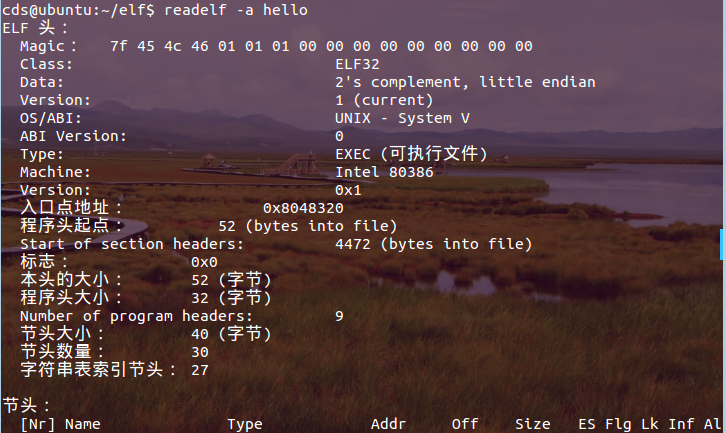 cds@ubuntu:~/elf$ readelf -a hello
ELF 头：
  Magic：   7f 45 4c 46 01 01 01 00 00 00 00 00 00 00 00 00
  Class:                             ELF32
  Data:                              2's complement, little endian
  Version:                           1 (current)
  OS/ABI:                            UNIX - System V
  ABI Version:                       0
  Type:                              EXEC (可执行文件)
  Machine:                           Intel 80386
  Version:                           0x1
  入口点地址：               0x8048320
  程序头起点：          52 (bytes into file)
  Start of section headers:          4472 (bytes into file)
  标志：             0x0
  本头的大小：       52 (字节)
  程序头大小：       32 (字节)
  Number of program headers:         9
  节头大小：         40 (字节)
  节头数量：         30
  字符串表索引节头： 27
节头：
  [Nr] Name              Type            Addr     Off    Size   ES Flg Lk Inf Al